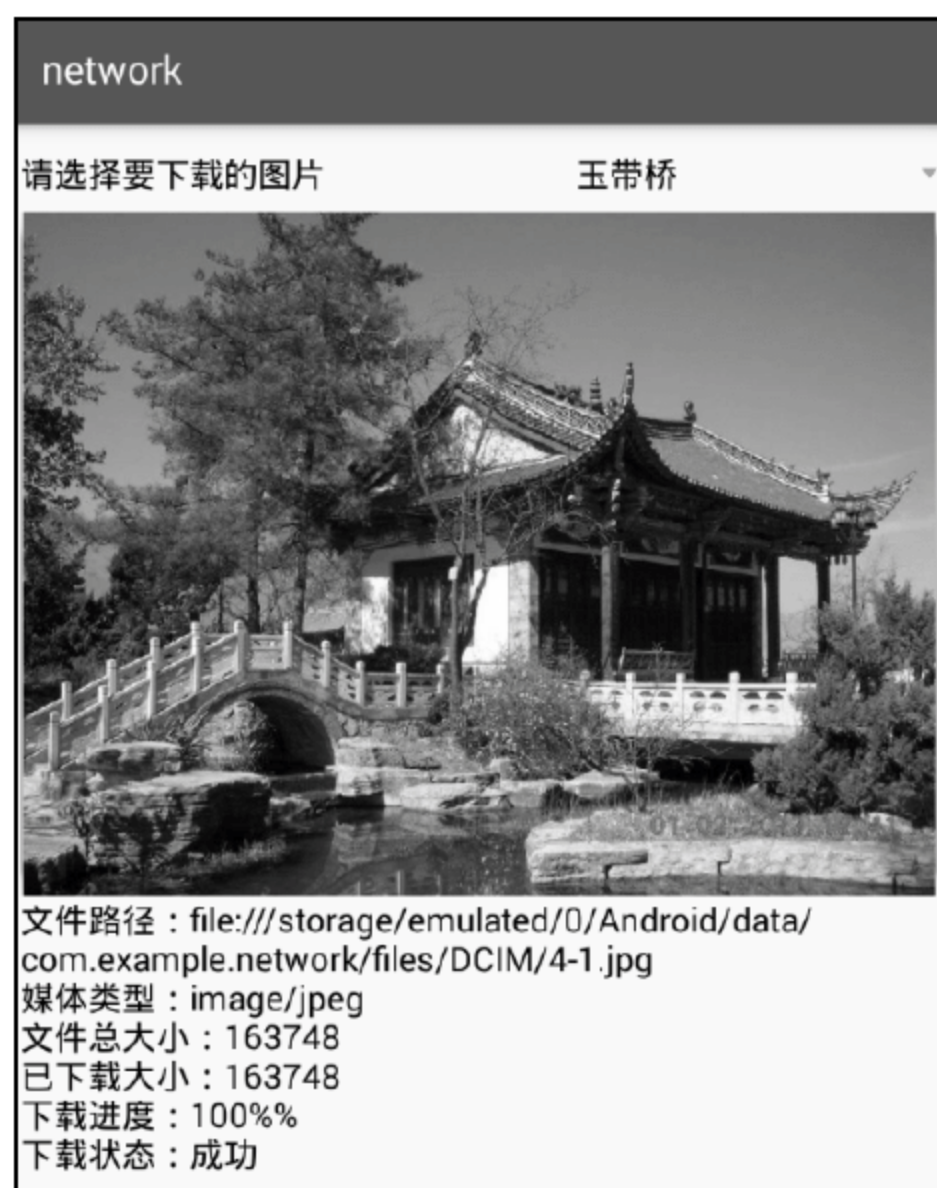 network
请选择要下载的图片 玉带桥
文件路径：file:///storage/emulated/0/Android/data/
com.example.network/files/DCIM/4-1.jpg
媒体类型：image/jpeg
文件总大小：163748
已下载大小：163748
下载进度：100%%
下载状态：成功